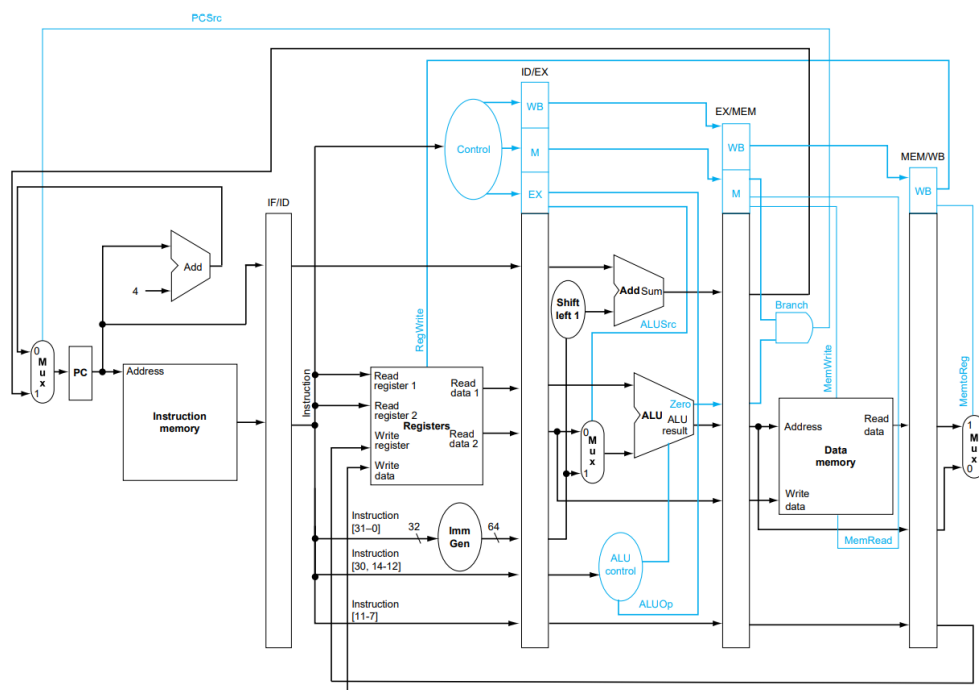 PCSrc
ID/EX
WB
EX/MEM
Control
M
WB
MEM/WB
EX
M
WB
IF/ID
Add
4
Add Sum
Shift
left 1
Branch
ALUSrc
RegWrite
MemWrite
MemtoReg
0
M
u
x
1
PC
Address
Instruction
memory
Instruction
Read
register 1
Read
register 2
Write
register
Write
data
Registers
Read
data 1
Read
data 2
0
M
u
x
1
ALU
Zero
ALU
result
Address
Read
data
Data
memory
Write
data
1
M
u
x
0
MemRead
Instruction
[31–0]
32
Imm
Gen
64
Instruction
[30, 14-12]
ALU
control
ALUOp
Instruction
[11-7]